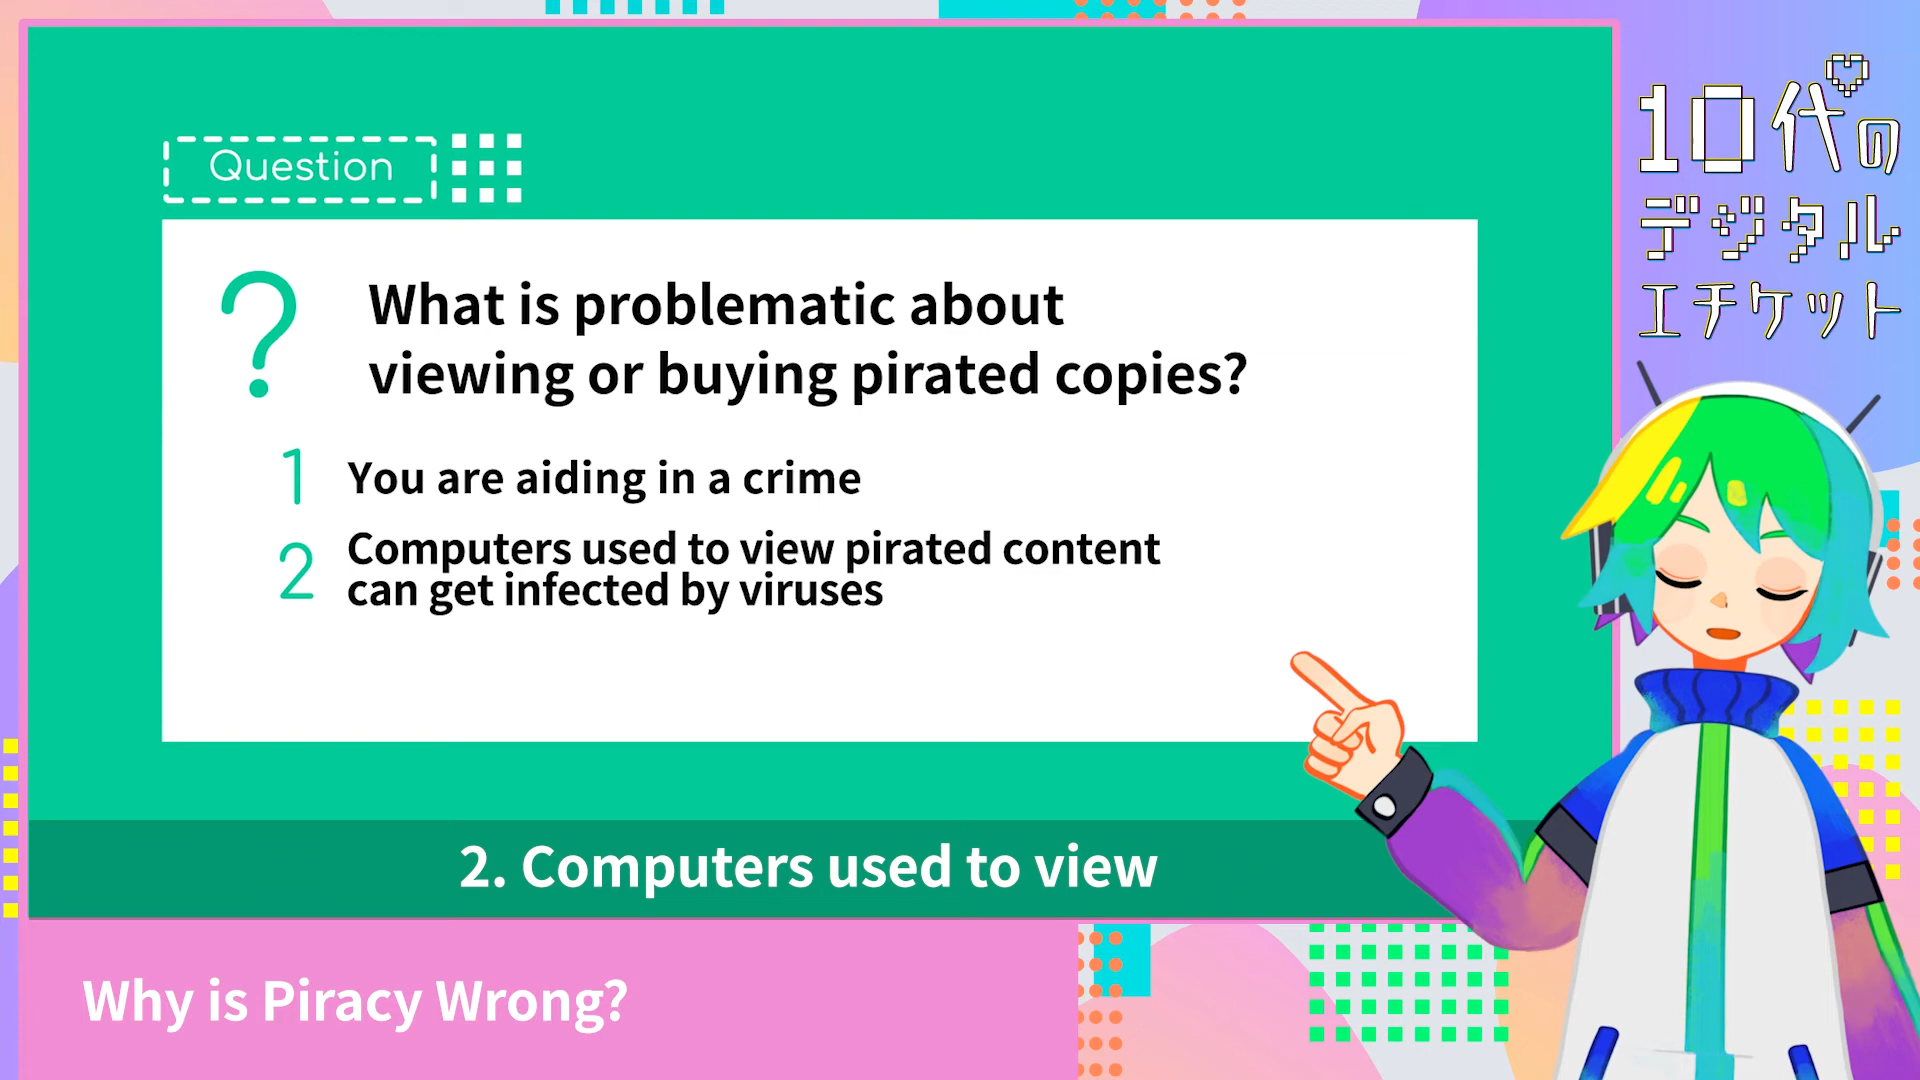 Question
?
What is problematic about
viewing or buying pirated copies?
1 You are aiding in a crime
2 Computers used to view pirated content
can get infected by viruses
2. Computers used to view
Why is Piracy Wrong?
10代の
デジタル
エチケット